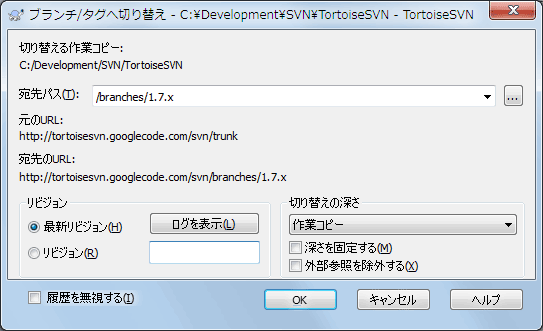 ブランチ/タグへ切り替え - C:¥Development¥SVN¥TortoiseSVN - TortoiseSVN
切り替える作業コピー:
C:/Development/SVN/TortoiseSVN
宛先パス(T): /branches/1.7.x ...
元のURL:
http://tortoisesvn.googlecode.com/svn/trunk
宛先のURL:
http://tortoisesvn.googlecode.com/svn/branches/1.7.x
リビジョン
最新リビジョン(H) ログを表示(L)
リビジョン(R)
切り替えの深さ
作業コピー
深さを固定する(M)
外部参照を除外する(X)
履歴を無視する(I) OK キャンセル ヘルプ